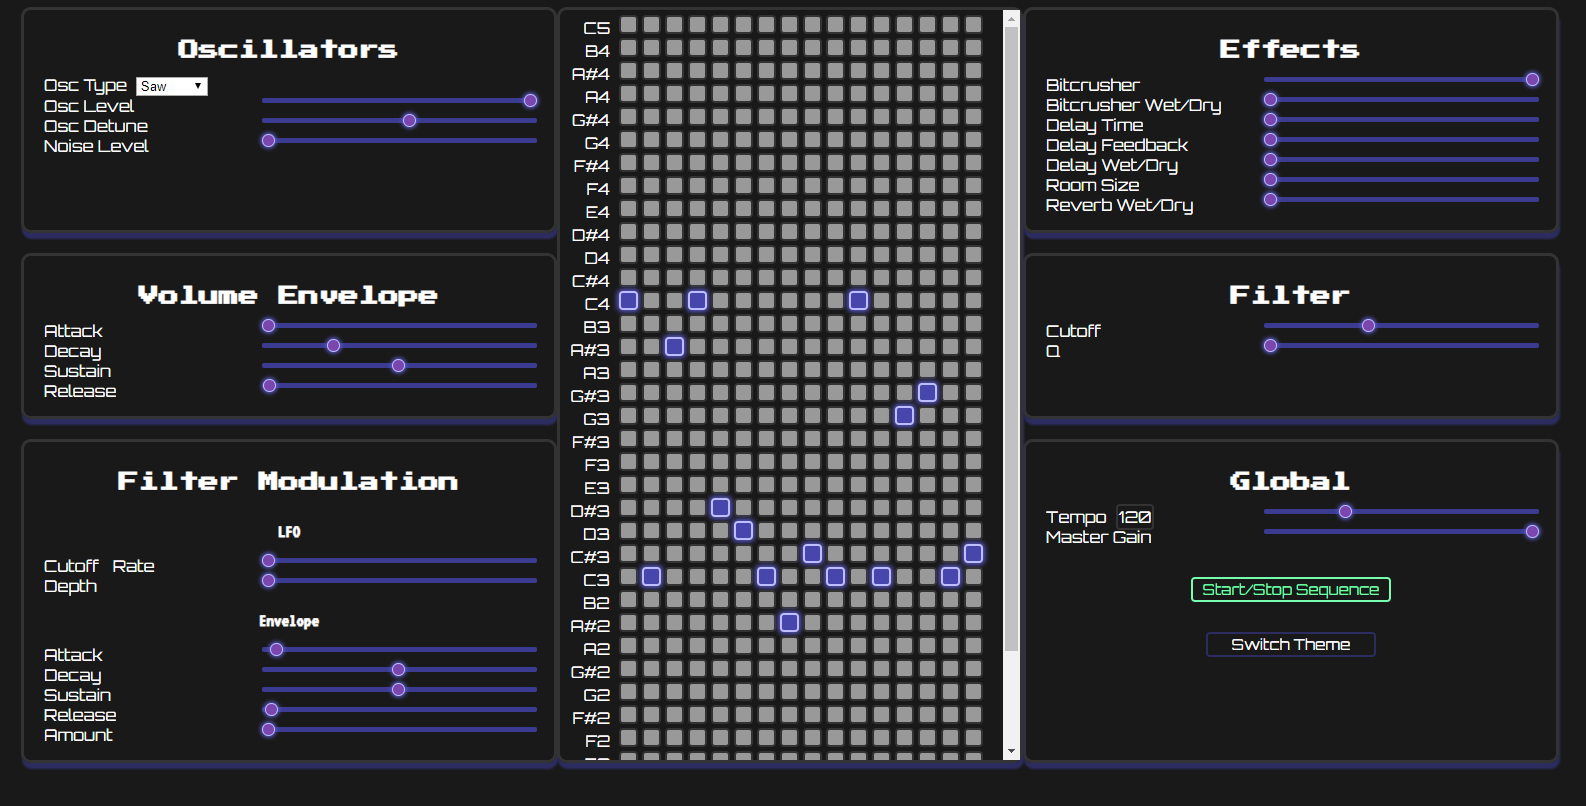 Oscillators
Osc Type Saw
Osc Level
Osc Detune
Noise Level
Volume Envelope
Attack
Decay
Sustain
Release
Filter Modulation
LFO
Cutoff Rate
Depth
Envelope
Attack
Decay
Sustain
Release
Amount
C5
B4
A#4
A4
G#4
G4
F#4
F4
E4
D#4
D4
C#4
C4
B3
A#3
A3
G#3
G3
F#3
F3
E3
D#3
D3
C#3
C3
B2
A#2
A2
G#2
G2
F#2
F2
Effects
Bitcrusher
Bitcrusher Wet/Dry
Delay Time
Delay Feedback
Delay Wet/Dry
Room Size
Reverb Wet/Dry
Filter
Cutoff
Q
Global
Tempo 120
Master Gain
Start/Stop Sequence
Switch Theme